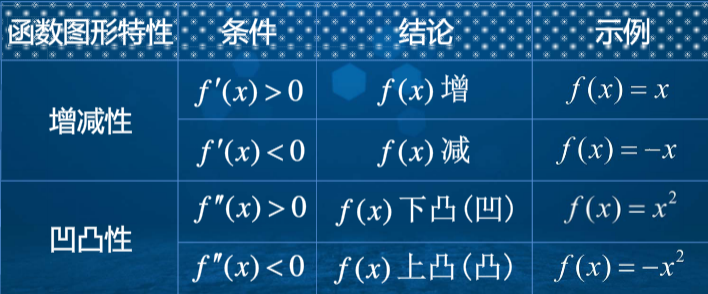 函数图形特性 条件 结论 示例
增减性 f′(x)>0 f(x)增 f(x)=x
f′(x)<0 f(x)减 f(x)=-x
凹凸性 f″(x)>0 f(x)下凸(凹) f(x)=x²
f″(x)<0 f(x)上凸(凸) f(x)=-x²